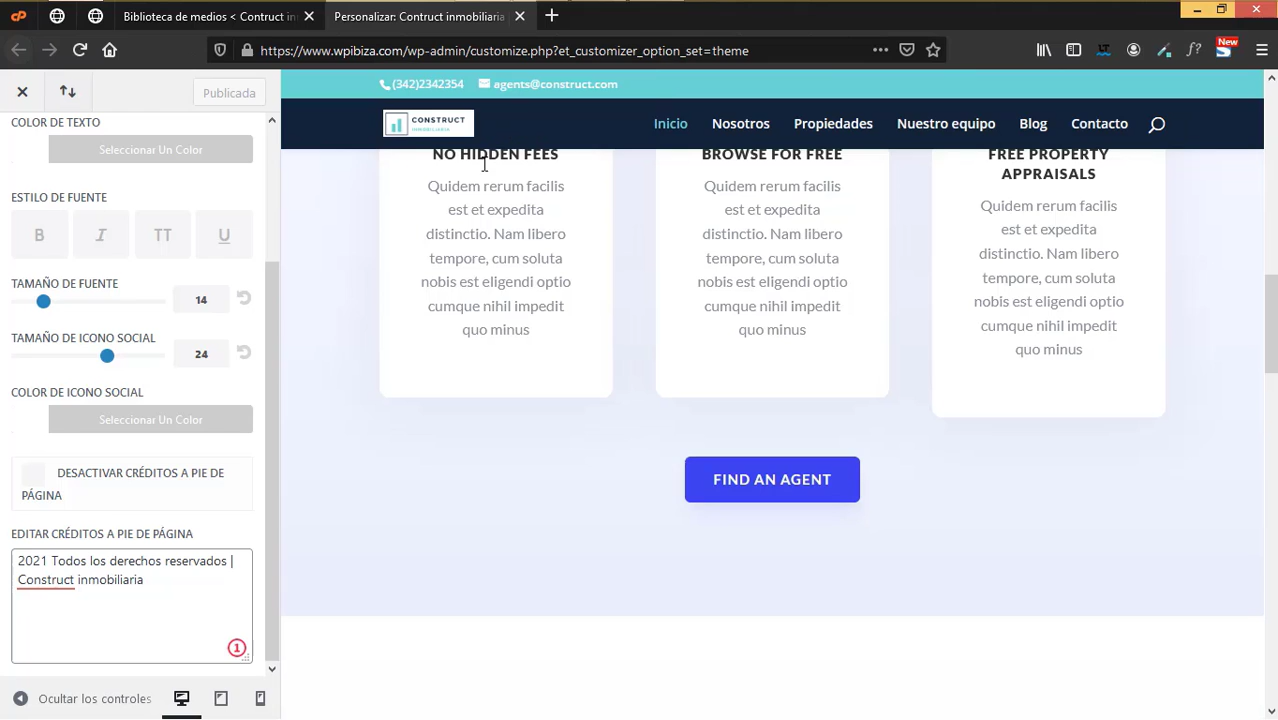 Biblioteca de medios < Contruct in
Personalizar: Contruct inmobiliaria
https://www.wpibiza.com/wp-admin/customize.php?et_customizer_option_set=theme
New
Publicada
COLOR DE TEXTO
Seleccionar Un Color
ESTILO DE FUENTE
B I TT U
TAMAÑO DE FUENTE
14
TAMAÑO DE ICONO SOCIAL
24
COLOR DE ICONO SOCIAL
Seleccionar Un Color
DESACTIVAR CRÉDITOS A PIE DE
PÁGINA
EDITAR CRÉDITOS A PIE DE PÁGINA
2021 Todos los derechos reservados |
Construct inmobiliaria
1
Ocultar los controles
(342)2342354 agents@construct.com
CONSTRUCT
Inicio Nosotros Propiedades Nuestro equipo Blog Contacto
NO HIDDEN FEES
Quidem rerum facilis
est et expedita
distinctio. Nam libero
tempore, cum soluta
nobis est eligendi optio
cumque nihil impedit
quo minus
BROWSE FOR FREE
Quidem rerum facilis
est et expedita
distinctio. Nam libero
tempore, cum soluta
nobis est eligendi optio
cumque nihil impedit
quo minus
FREE PROPERTY
APPRAISALS
Quidem rerum facilis
est et expedita
distinctio. Nam libero
tempore, cum soluta
nobis est eligendi optio
cumque nihil impedit
quo minus
FIND AN AGENT